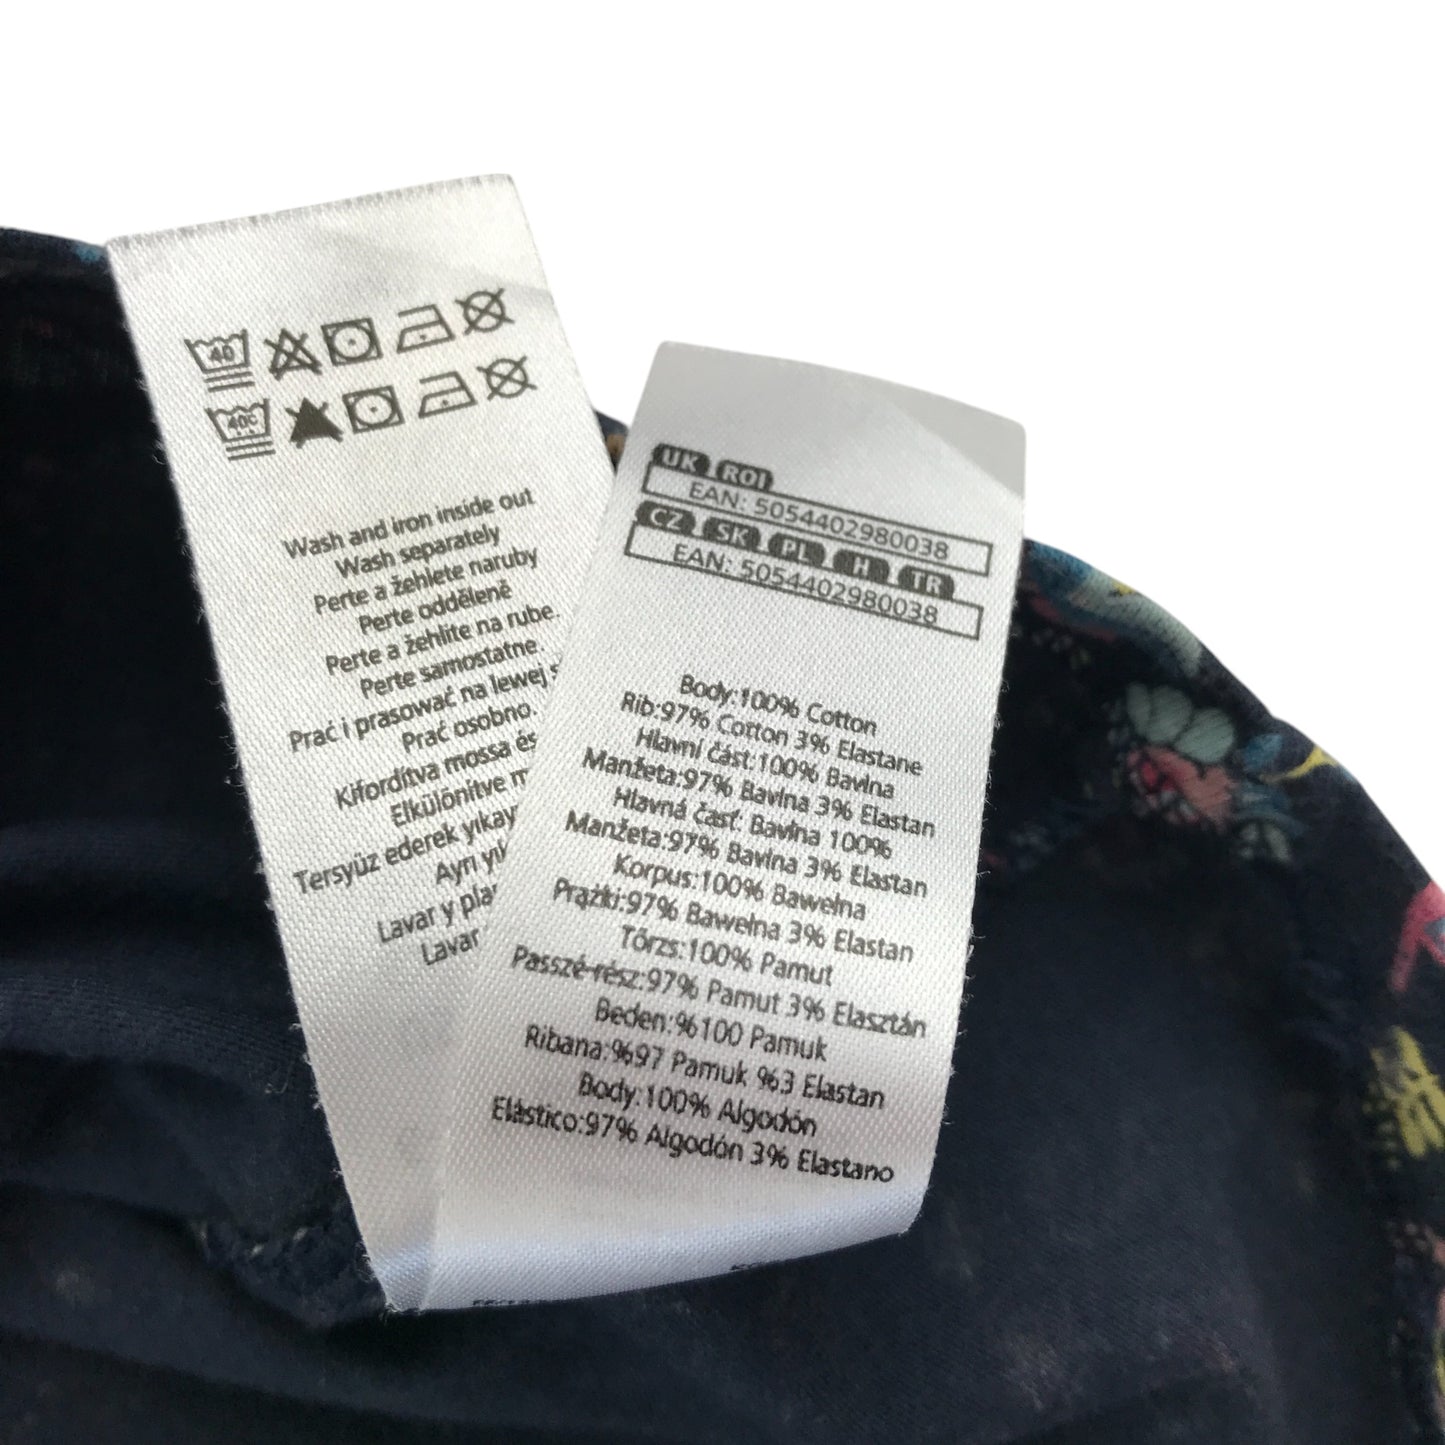 40
40C
Wash and iron inside out
Wash separately
Perte a žehlete naruby
Perte odděleně
Perte a žehlite na rube.
Perte samostatne.
Prać i prasować na lewej
Prać osobno.
Kifordítva mossa és
Elkülönítve
Tersyüz ederek yıkay
Ayrı yı
Lavar y pla
Lavar
UK ROI
EAN: 5054402980038
CZ SK PL H TR
EAN: 5054402980038
Body:100% Cotton
Rib:97% Cotton 3% Elastane
Hlavní část:100% Bavlna
Manžeta:97% Bavlna 3% Elastan
Hlavná časť: Bavlna 100%
Manžeta:97% Bavlna 3% Elastan
Korpus:100% Bawełna
Prążki:97% Bawełna 3% Elastan
Törzs:100% Pamut
Passzé-rész:97% Pamut 3% Elasztán
Beden:%100 Pamuk
Ribana:%97 Pamuk %3 Elastan
Body:100% Algodón
Elástico:97% Algodón 3% Elastano